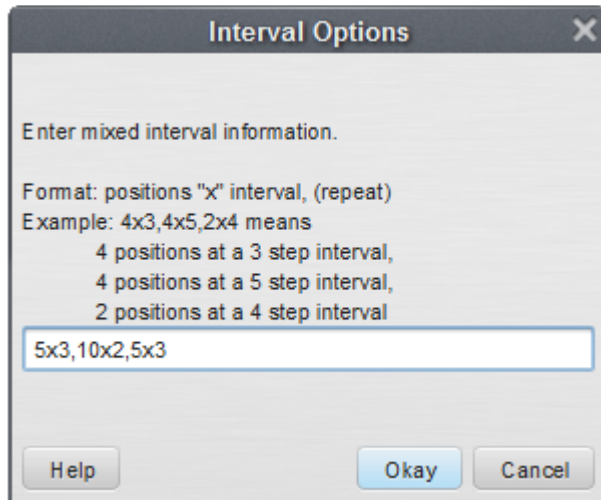 Interval Options
Enter mixed interval information.
Format: positions "x" interval, (repeat)
Example: 4x3,4x5,2x4 means
4 positions at a 3 step interval,
4 positions at a 5 step interval,
2 positions at a 4 step interval
5x3,10x2,5x3
Help Okay Cancel